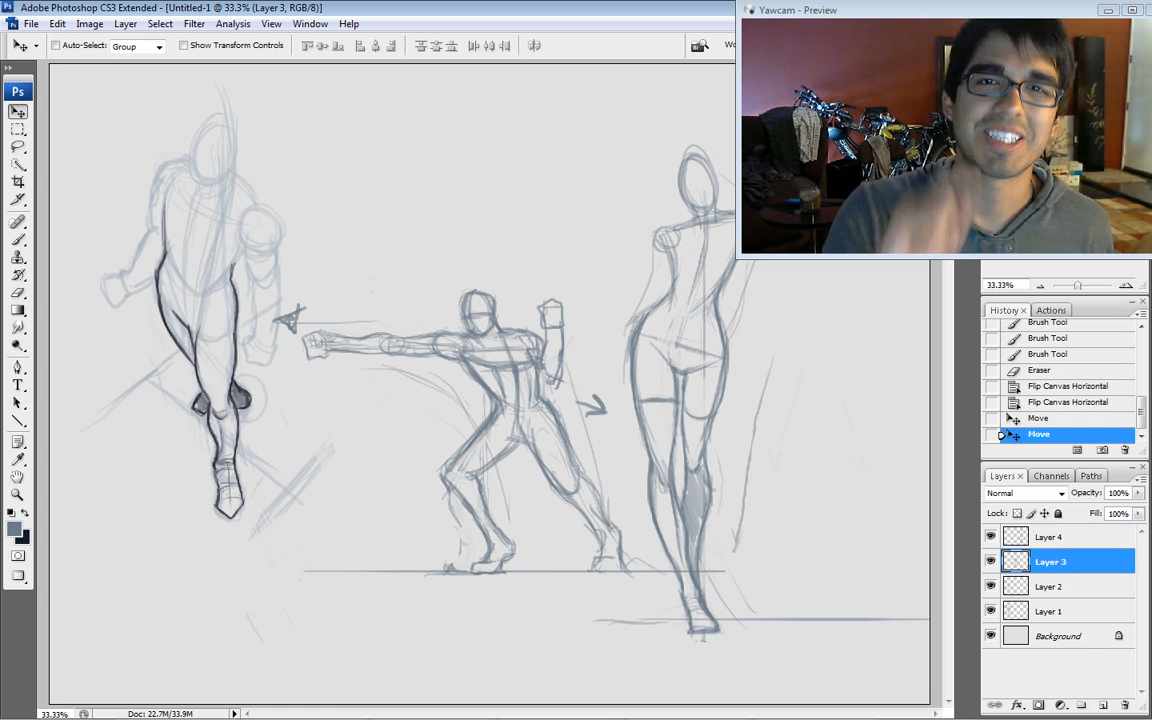 Adobe Photoshop CS3 Extended - [Untitled-1 @ 33.3% (Layer 3, RGB/8)]
Yawcam - Preview
File Edit Image Layer Select Filter Analysis View Window Help
Auto-Select: Group Show Transform Controls
Ps
T
33.33%
History × Actions
Brush Tool
Brush Tool
Brush Tool
Eraser
Flip Canvas Horizontal
Flip Canvas Horizontal
Move
Move
Layers × Channels Paths
Normal Opacity: 100%
Lock: Fill: 100%
Layer 4
Layer 3
Layer 2
Layer 1
Background
33.33% Doc: 22.7M/33.9M